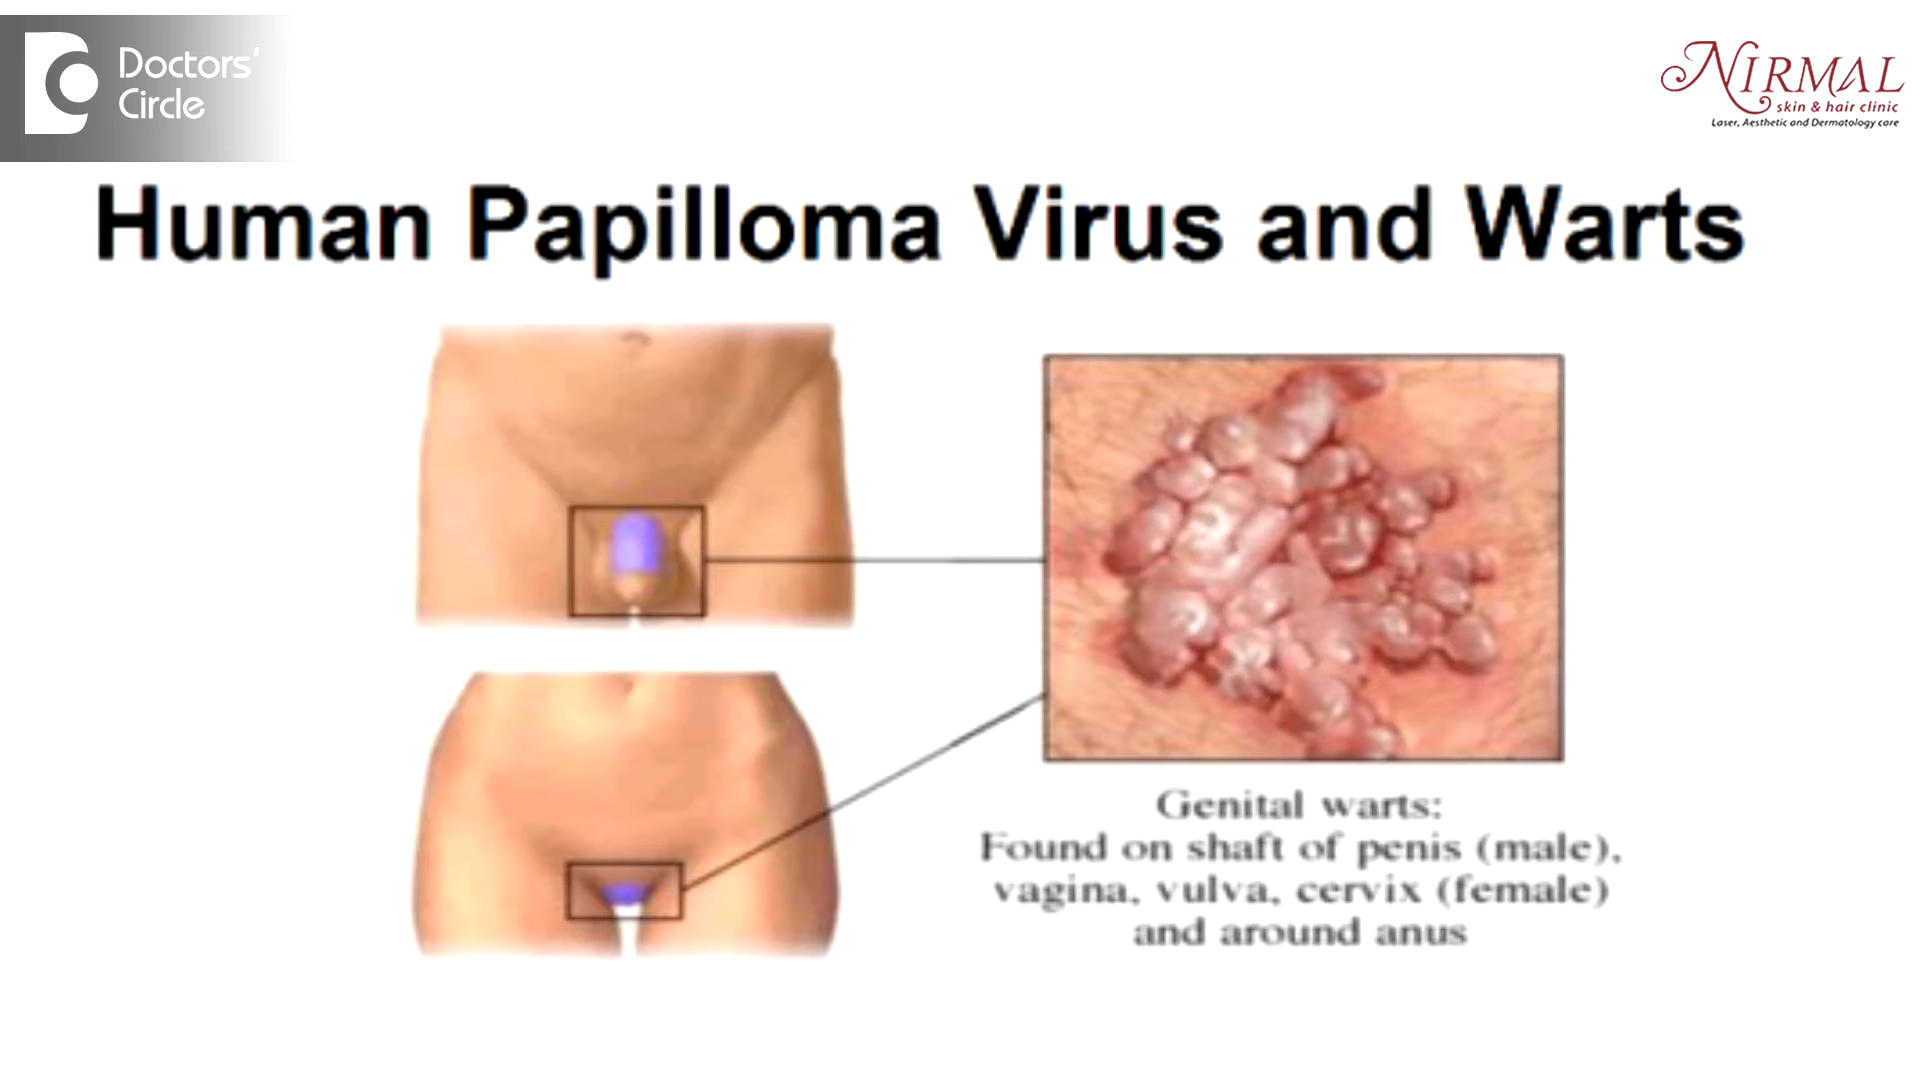 Doctors'
Circle
NIRMAL
skin & hair clinic
Laser, Aesthetic and Dermatology care
Human Papilloma Virus and Warts
Genital warts:
Found on shaft of penis (male),
vagina, vulva, cervix (female)
and around anus